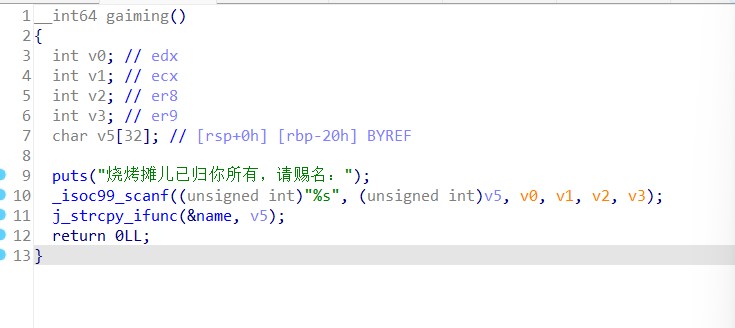 1 __int64 gaiming()
2 {
3 int v0; // edx
4 int v1; // ecx
5 int v2; // er8
6 int v3; // er9
7 char v5[32]; // [rsp+0h] [rbp-20h] BYREF
8
9 puts("烧烤摊儿已归你所有，请赐名：");
10 _isoc99_scanf((unsigned int)"%s", (unsigned int)v5, v0, v1, v2, v3);
11 j_strcpy_ifunc(&name, v5);
12 return 0LL;
13 }